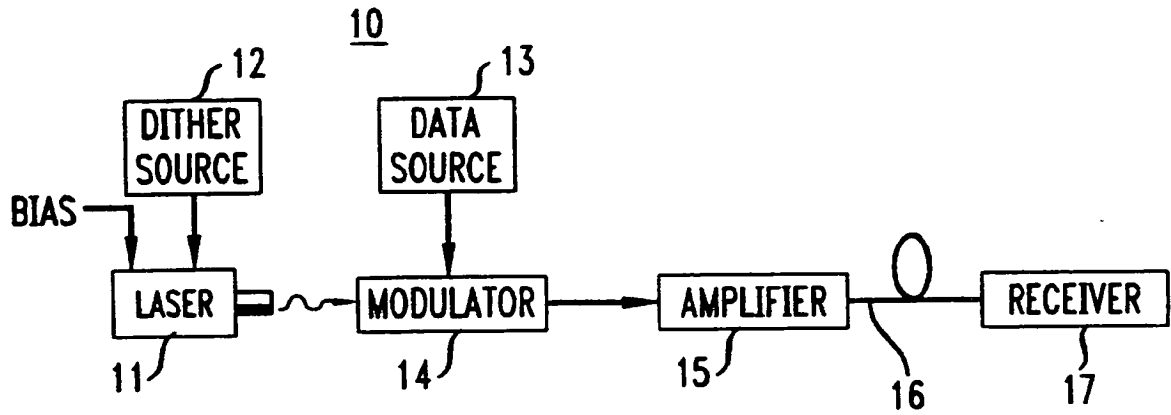 10
12
13
DITHER
SOURCE
DATA
SOURCE
BIAS
LASER
MODULATOR
AMPLIFIER
RECEIVER
11
14
15
16
17